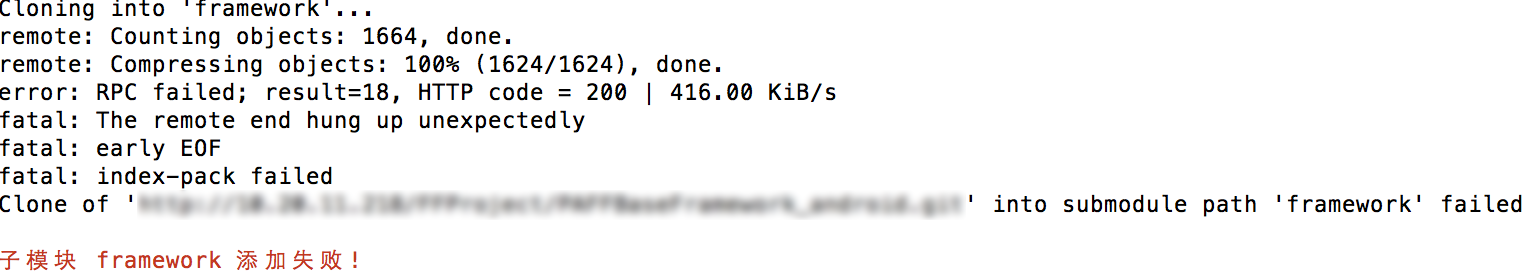 Cloning into 'framework'...
remote: Counting objects: 1664, done.
remote: Compressing objects: 100% (1624/1624), done.
error: RPC failed; result=18, HTTP code = 200 | 416.00 KiB/s
fatal: The remote end hung up unexpectedly
fatal: early EOF
fatal: index-pack failed
Clone of '' into submodule path 'framework' failed
子模块 framework 添加失败!